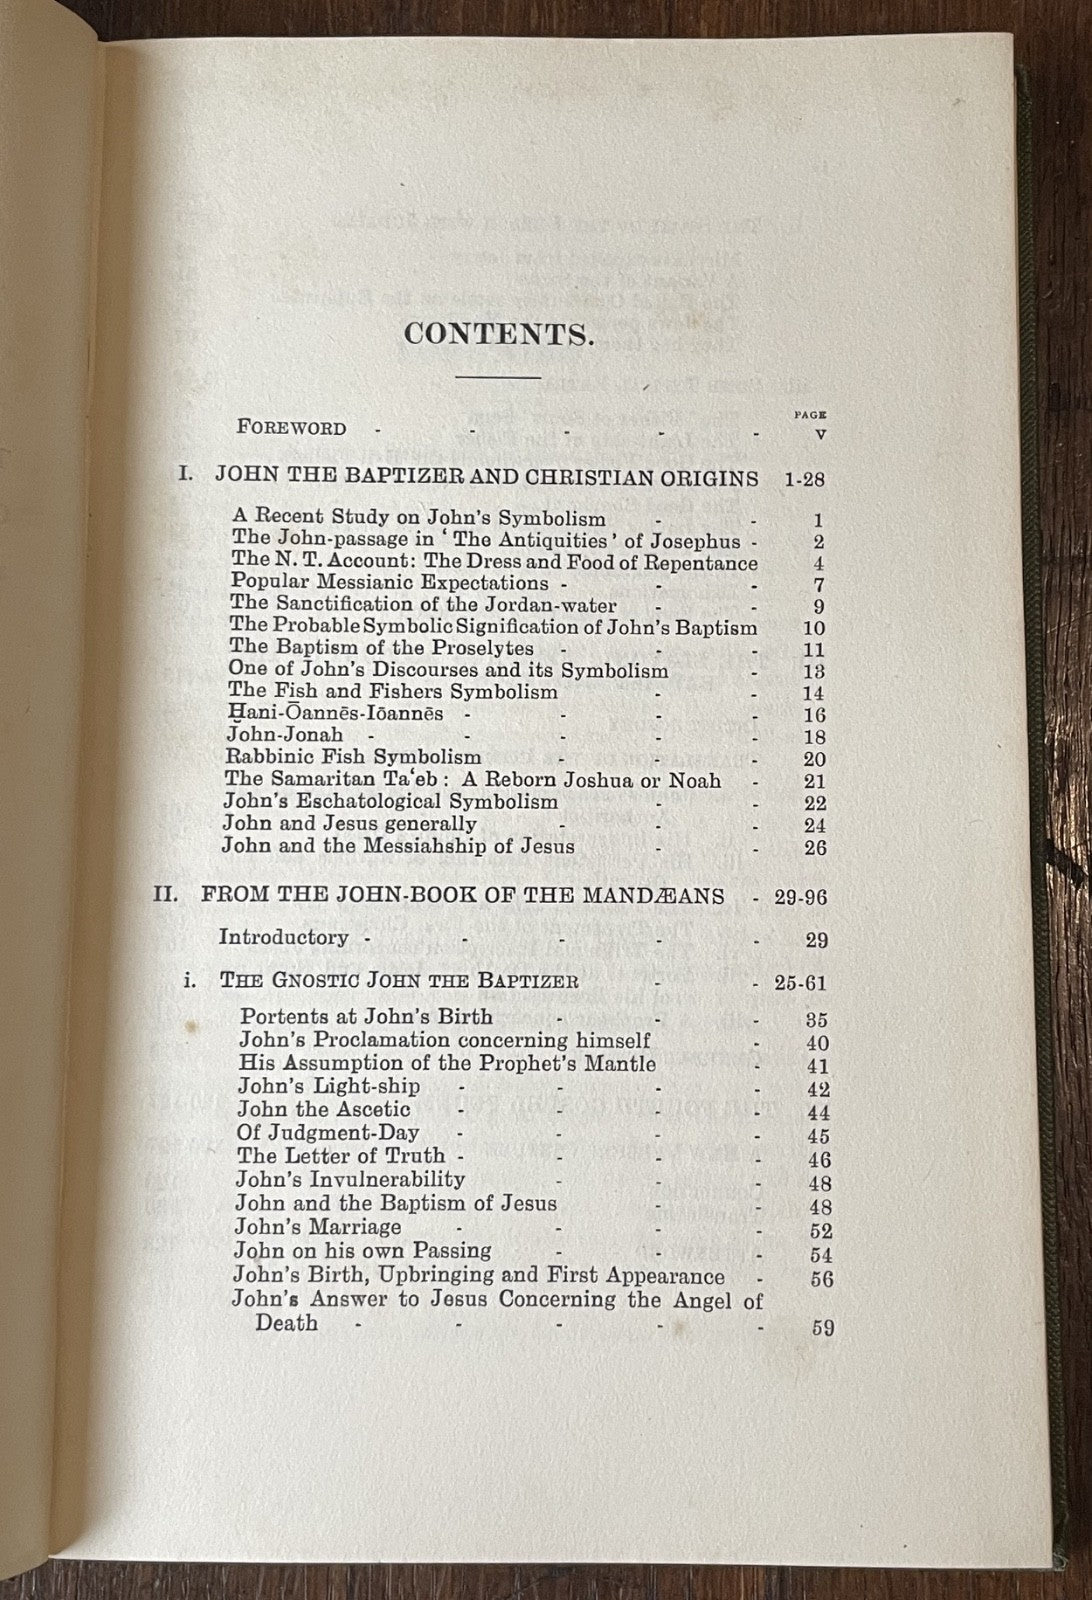 CONTENTS.
PAGE
FOREWORD - - - - - V
I. JOHN THE BAPTIZER AND CHRISTIAN ORIGINS 1-28
A Recent Study on John's Symbolism - - 1
The John-passage in 'The Antiquities' of Josephus - 2
The N. T. Account: The Dress and Food of Repentance 4
Popular Messianic Expectations - - - 7
The Sanctification of the Jordan-water - - 9
The Probable Symbolic Signification of John's Baptism 10
The Baptism of the Proselytes - - - 11
One of John's Discourses and its Symbolism - 13
The Fish and Fishers Symbolism - - 14
Ḫani-Ōannēs-Iōannēs - - - - 16
John-Jonah - - - - - 18
Rabbinic Fish Symbolism - - - 20
The Samaritan Ta‘eb: A Reborn Joshua or Noah - 21
John's Eschatological Symbolism - - 22
John and Jesus generally - - - 24
John and the Messiahship of Jesus - - 26
II. FROM THE JOHN-BOOK OF THE MANDÆANS - 29-96
Introductory - - - - - 29
i. THE GNOSTIC JOHN THE BAPTIZER - - 25-61
Portents at John's Birth - - - 35
John's Proclamation concerning himself - 40
His Assumption of the Prophet's Mantle - 41
John's Light-ship - - - - 42
John the Ascetic - - - - 44
Of Judgment-Day - - - - 45
The Letter of Truth - - - - 46
John's Invulnerability - - - 48
John and the Baptism of Jesus - - 48
John's Marriage - - - - 52
John on his own Passing - - - 54
John's Birth, Upbringing and First Appearance - 56
John's Answer to Jesus Concerning the Angel of
Death - - - - - 59